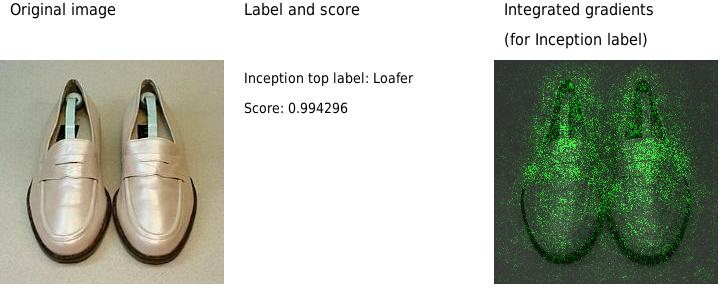 Original image
Label and score
Integrated gradients
(for Inception label)
Inception top label: Loafer
Score: 0.994296